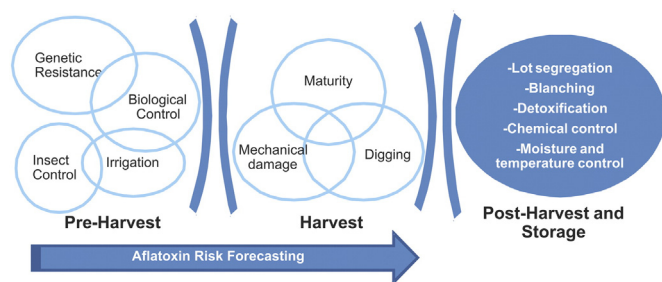 Genetic
Resistance
Biological
Control
Insect
Control
Irrigation
Pre-Harvest
Maturity
Mechanical
damage
Digging
Harvest
-Lot segregation
-Blanching
-Detoxification
-Chemical control
-Moisture and
temperature control
Post-Harvest and
Storage
Aflatoxin Risk Forecasting